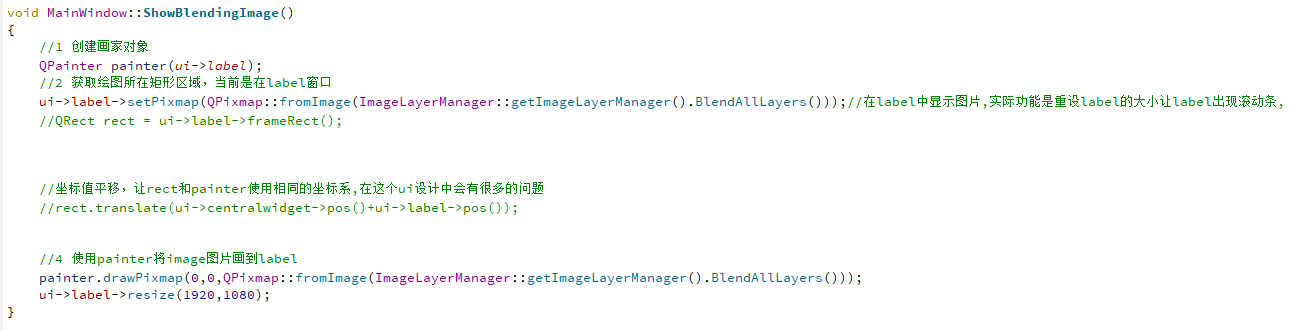 void MainWindow::ShowBlendingImage()
{
//1 创建画家对象
QPainter painter(ui->label);
//2 获取绘图所在矩形区域，当前是在label窗口
ui->label->setPixmap(QPixmap::fromImage(ImageLayerManager::getImageLayerManager().BlendAllLayers()));//在label中显示图片,实际功能是重设label的大小让label出现滚动条,
//QRect rect = ui->label->frameRect();
//坐标值平移，让rect和painter使用相同的坐标系,在这个ui设计中会有很多的问题
//rect.translate(ui->centralwidget->pos()+ui->label->pos());
//4 使用painter将image图片画到label
painter.drawPixmap(0,0,QPixmap::fromImage(ImageLayerManager::getImageLayerManager().BlendAllLayers()));
ui->label->resize(1920,1080);
}